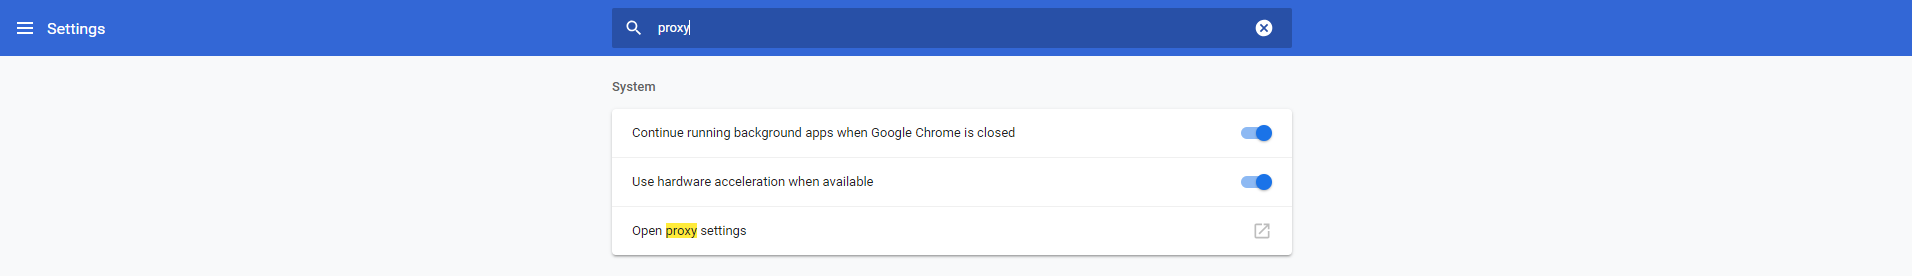 Settings
proxy
System
Continue running background apps when Google Chrome is closed
Use hardware acceleration when available
Open proxy settings